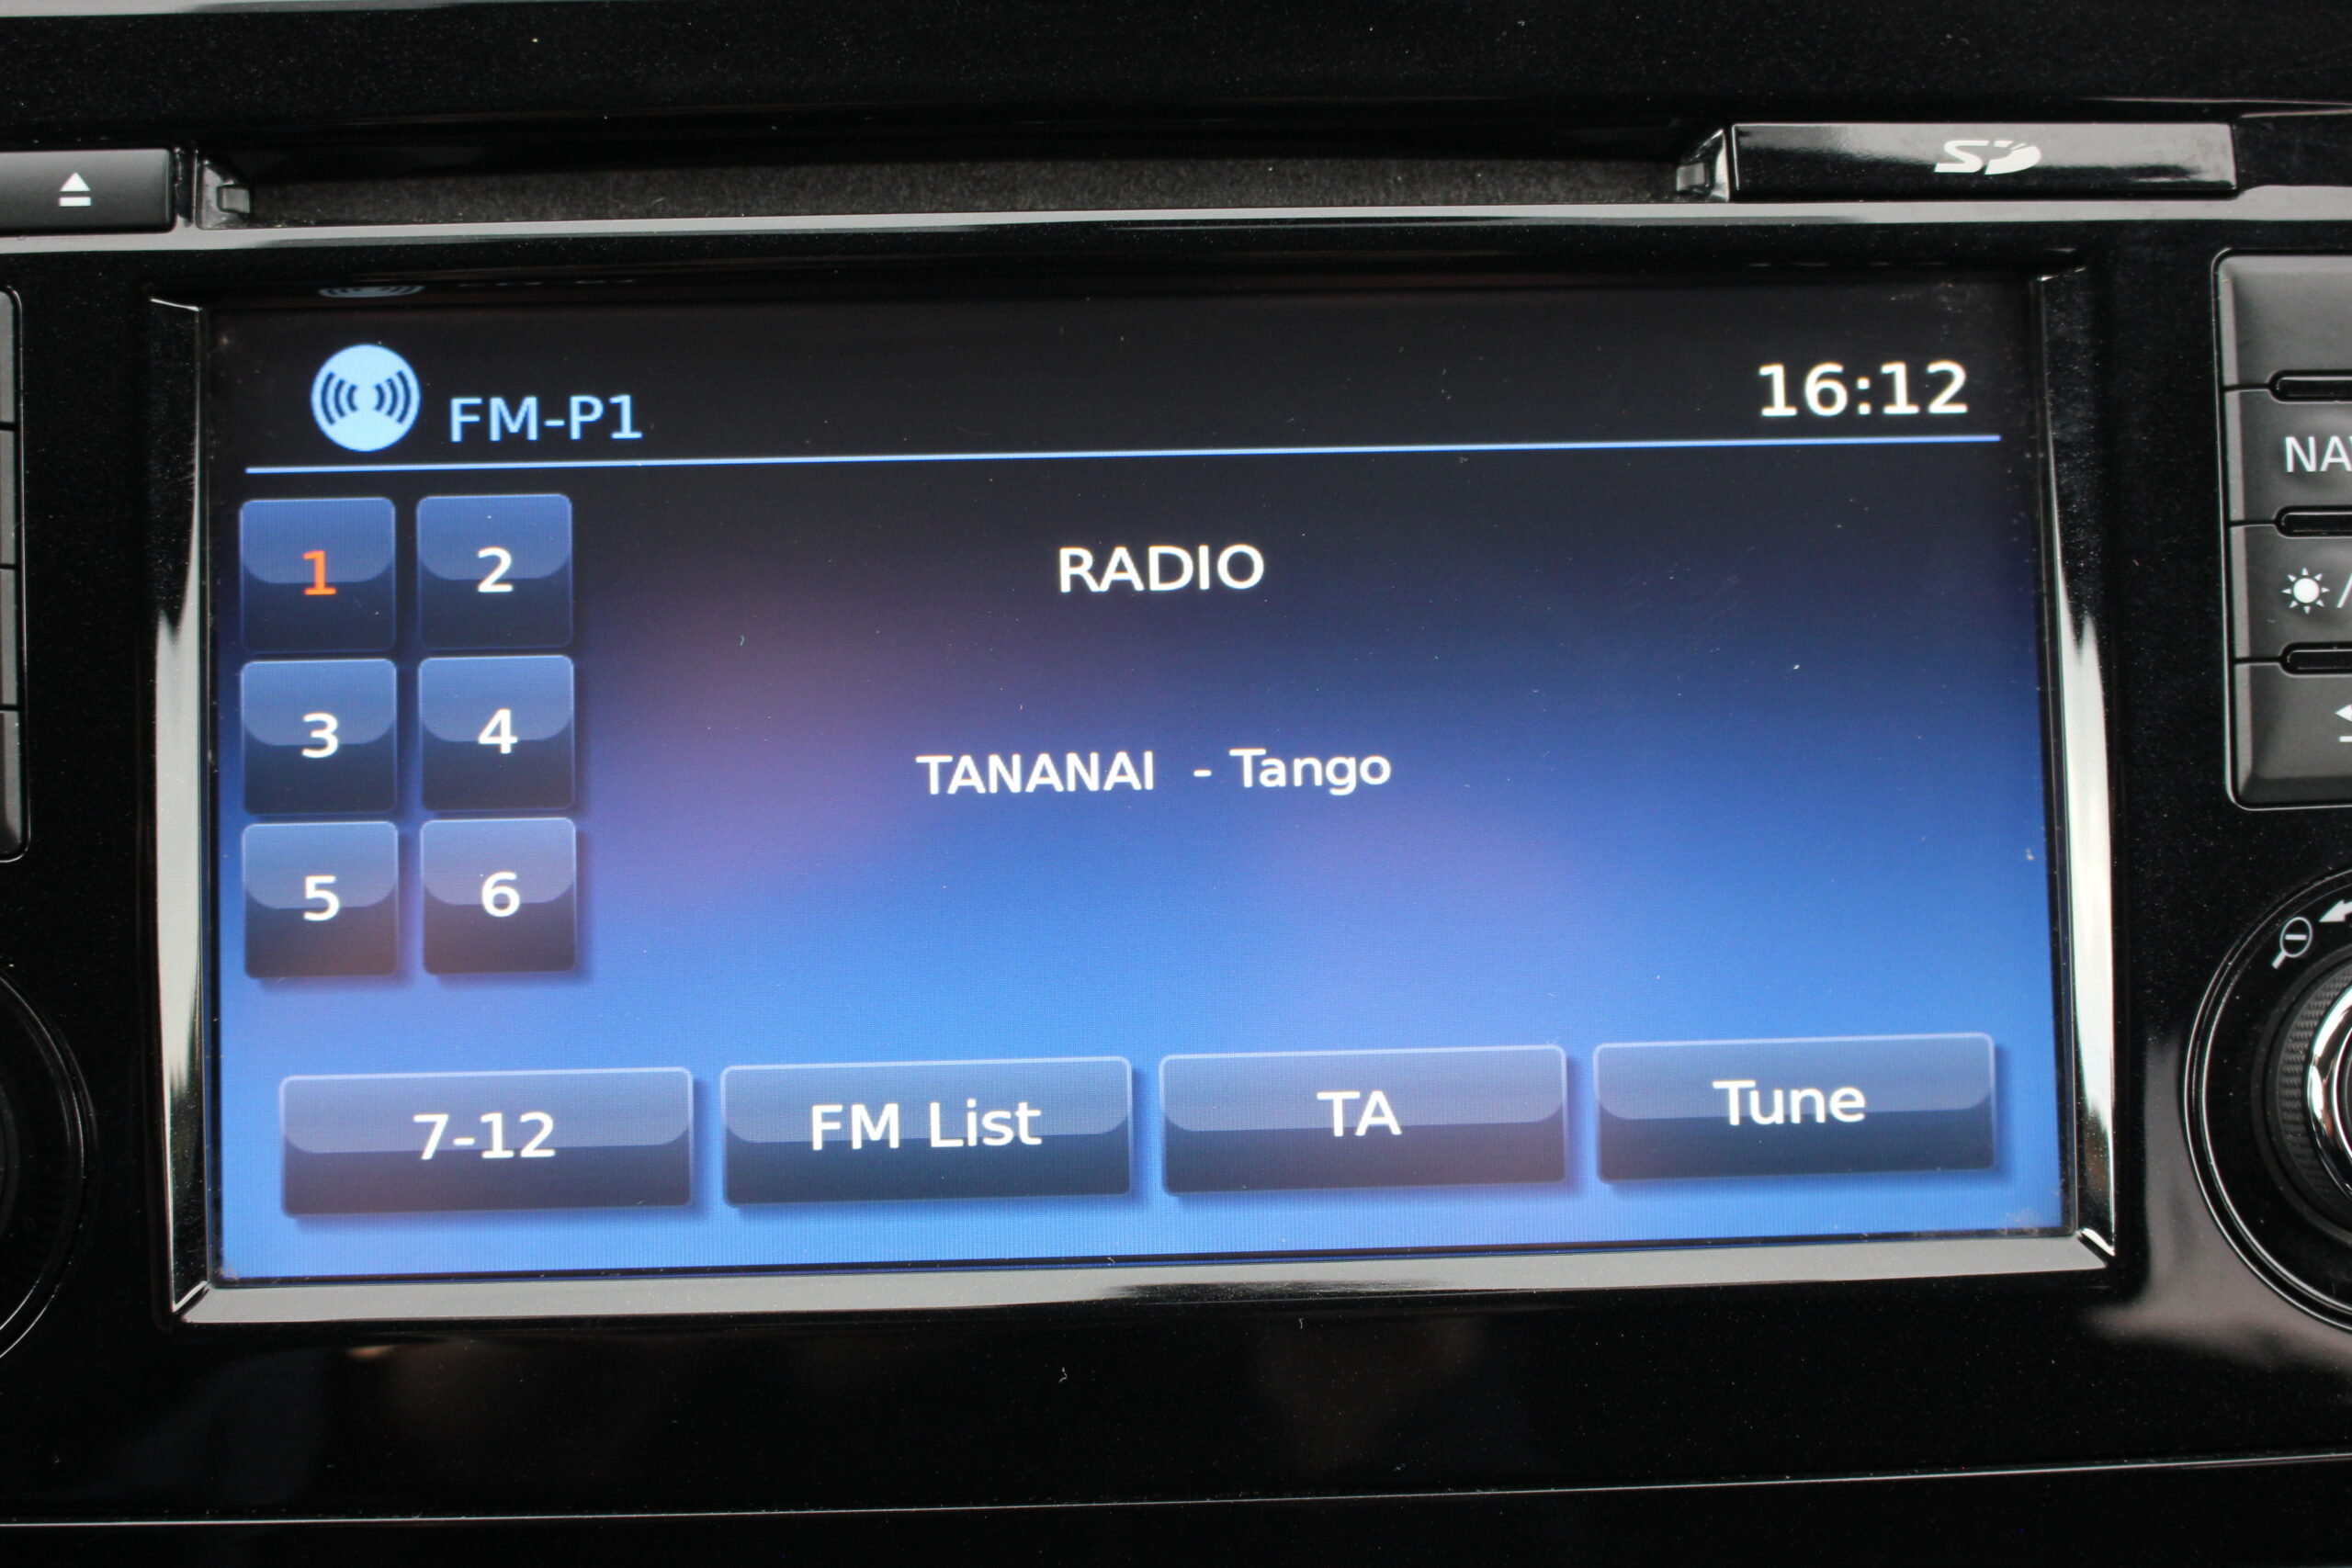 SD
FM-P1
16:12
1 2
RADIO
3 4
TANANAI - Tango
5 6
7-12 FM List TA Tune
NA